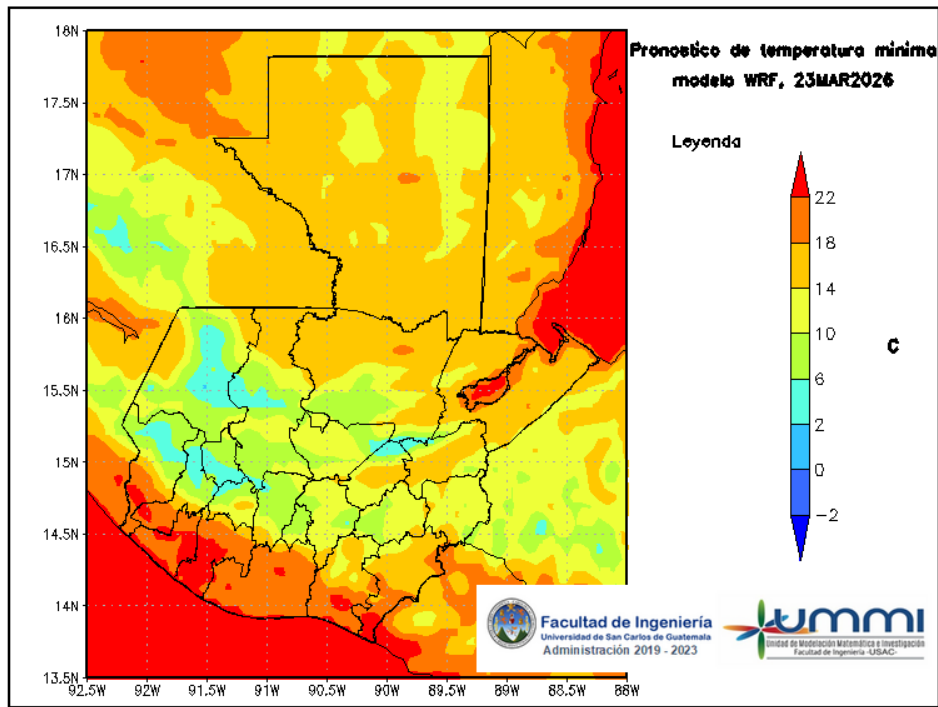 Pronostico de temperatura minima
modelo WRF, 23MAR2026
Leyenda
22
18
14
10
6
2
0
−2
C
18N
17.5N
17N
16.5N
16N
15.5N
15N
14.5N
14N
13.5N
92.5W
92W
91.5W
91W
90.5W
90W
89.5W
89W
88.5W
88W
Facultad de Ingeniería
Universidad de San Carlos de Guatemala
Administración 2019 - 2023
UMMI
Unidad de Modelación Matemática e Investigación
Facultad de Ingeniería -USAC-